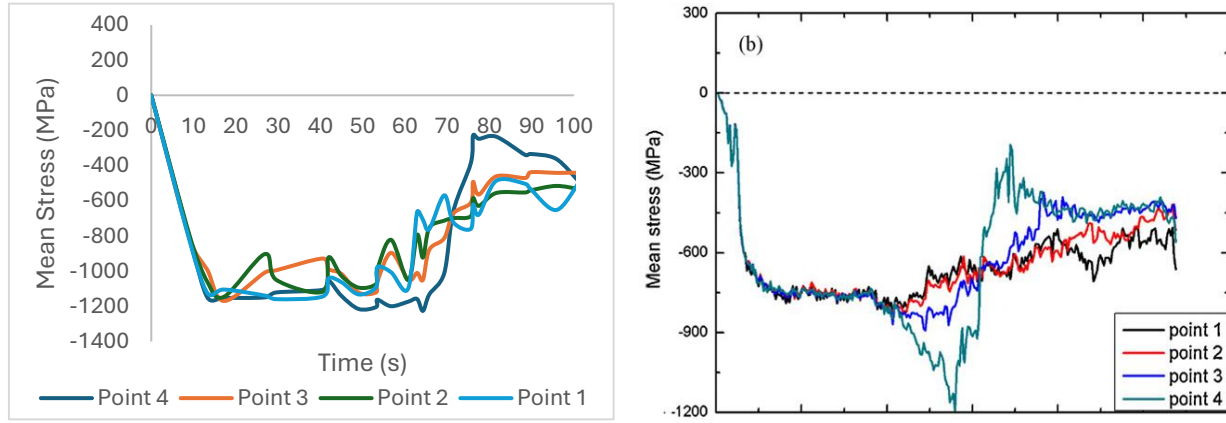 400
200
0
-200
-400
-600
-800
-1000
-1200
-1400
Mean Stress (MPa)
0 10 20 30 40 50 60 70 80 90 100
Time (s)
Point 4 Point 3 Point 2 Point 1
(b)
300
0
-300
-600
-900
-1200
Mean stress (MPa)
point 1
point 2
point 3
point 4